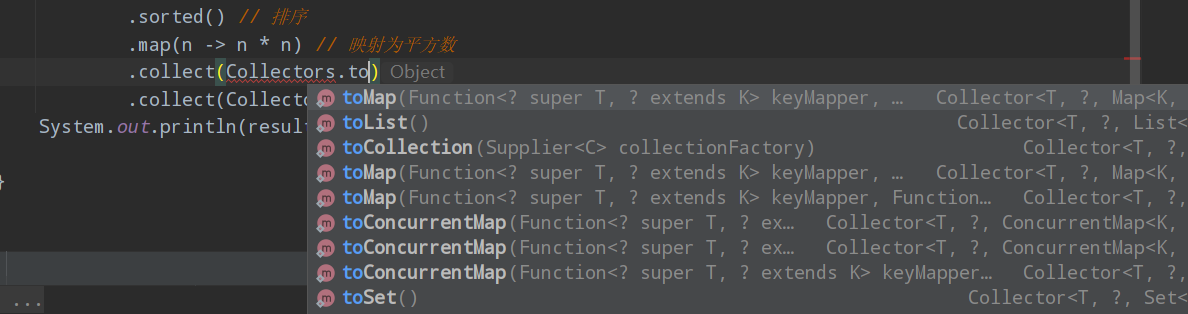 .sorted() // 排序
.map(n -> n * n) // 映射为平方数
.collect(Collectors.to) Object
.collect(Collecto
System.out.println(result
}
...
m toMap(Function<? super T, ? extends K> keyMapper, … Collector<T, ?, Map<K,
m toList() Collector<T, ?, List<
m toCollection(Supplier<C> collectionFactory) Collector<T, ?,
m toMap(Function<? super T, ? extends K> keyMapper, … Collector<T, ?, Map<K,
m toMap(Function<? super T, ? extends K> keyMapper, Function… Collector<T, ?,
m toConcurrentMap(Function<? super T, ? ex… Collector<T, ?, ConcurrentMap<K,
m toConcurrentMap(Function<? super T, ? ex… Collector<T, ?, ConcurrentMap<K,
m toConcurrentMap(Function<? super T, ? extends K> keyMapper… Collector<T, ?,
m toSet() Collector<T, ?, Set<